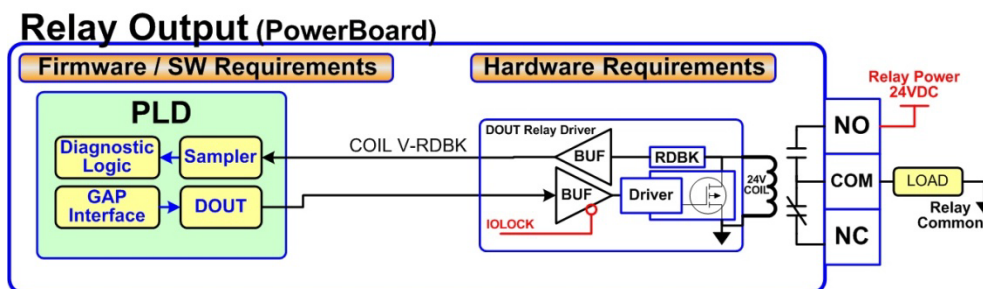 Relay Output (PowerBoard)
Firmware / SW Requirements
Hardware Requirements
Relay Power
24VDC
PLD
DOUT Relay Driver
NO
Diagnostic
Logic
Sampler
COIL V-RDBK
BUF
RDBK
24V
COIL
COM
LOAD
GAP
Interface
DOUT
BUF
Driver
IOLOCK
Relay
Common
NC